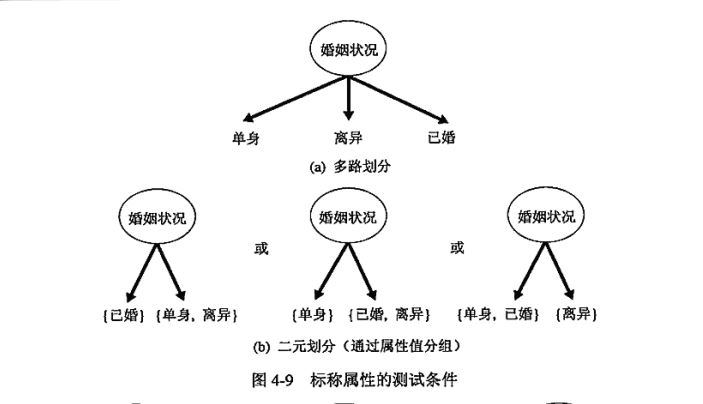 婚姻状况
单身 离异 已婚
(a) 多路划分
婚姻状况 婚姻状况 婚姻状况
或 或
{已婚} {单身, 离异} {单身} {已婚, 离异} {单身, 已婚} {离异}
(b) 二元划分（通过属性值分组）
图 4-9 标称属性的测试条件